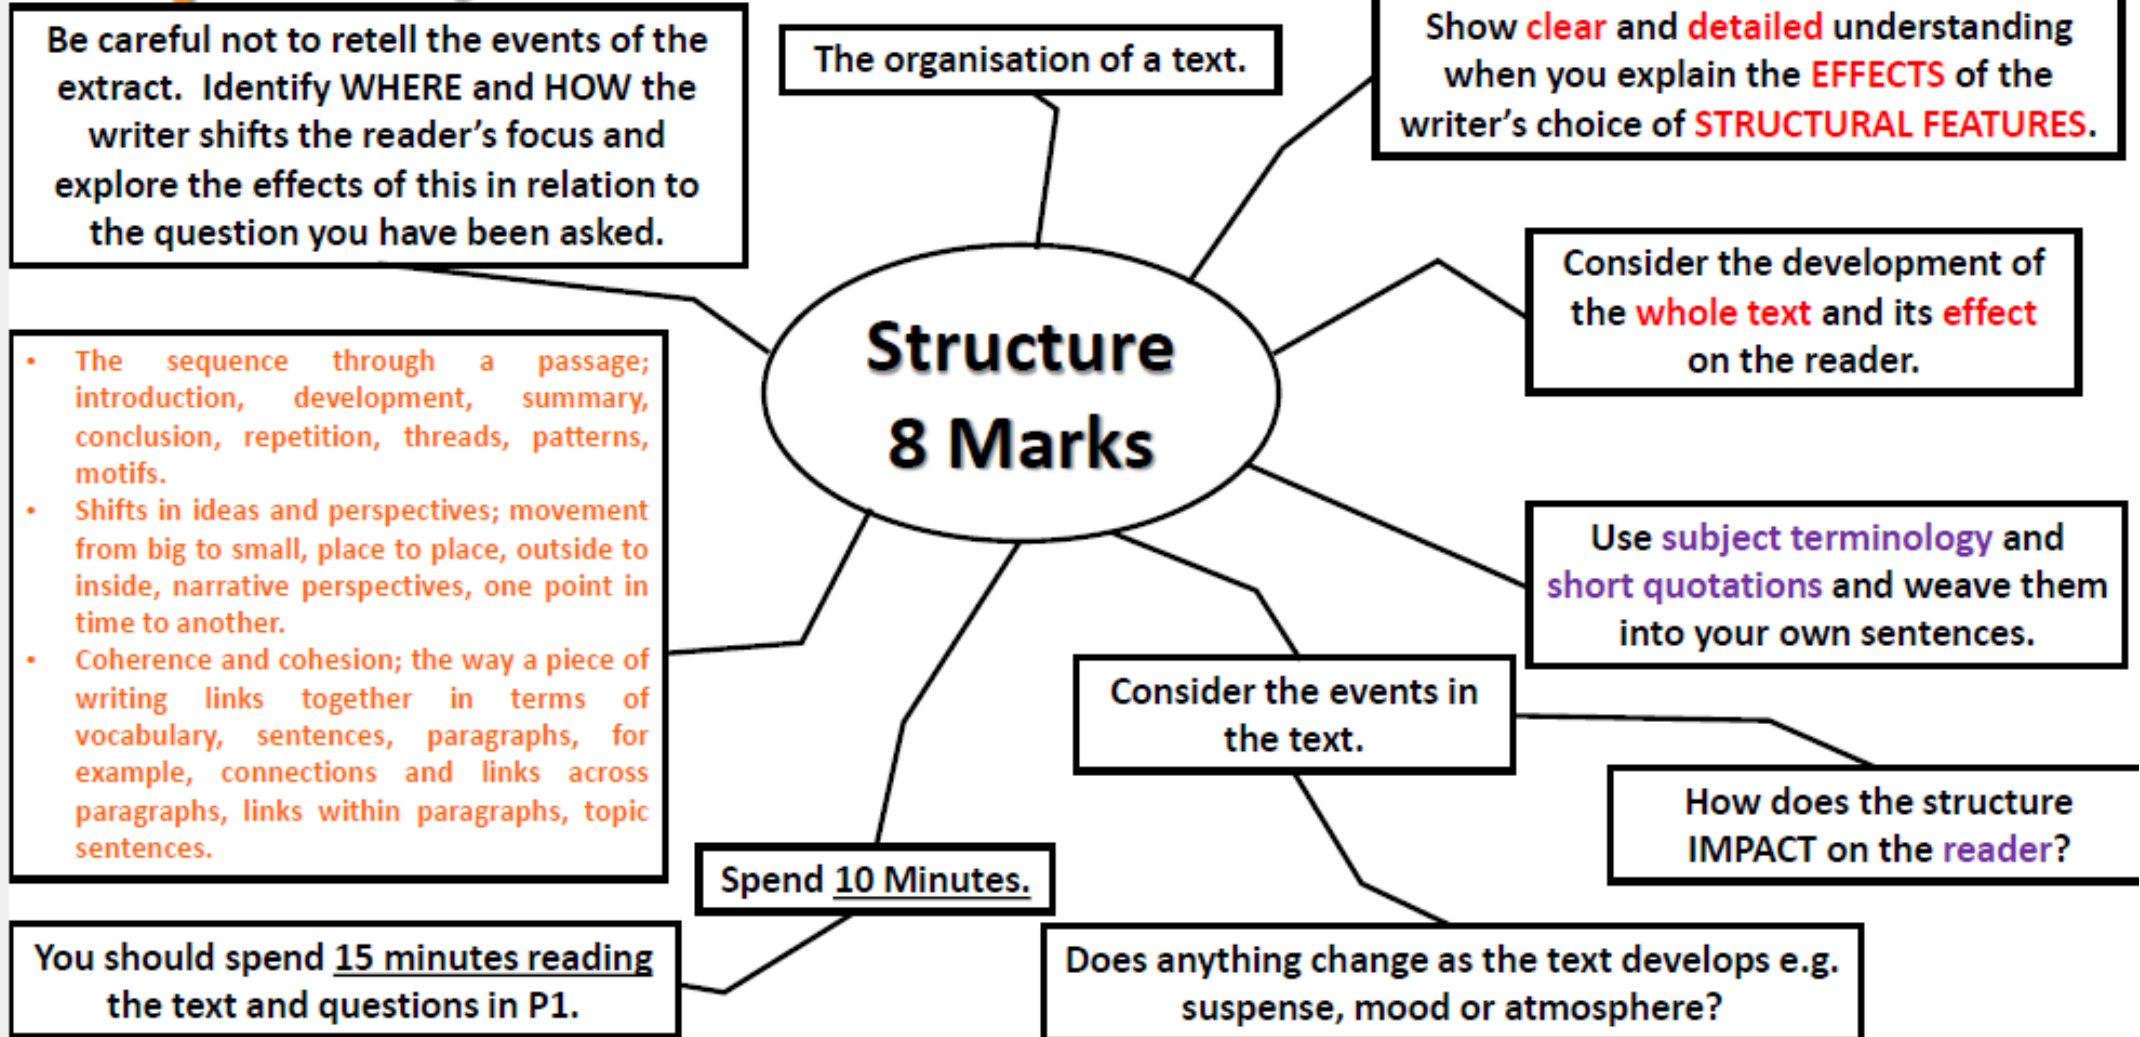 Be careful not to retell the events of the
extract.  Identify WHERE and HOW the
writer shifts the reader's focus and
explore the effects of this in relation to
the question you have been asked.
The organisation of a text.
Show clear and detailed understanding
when you explain the EFFECTS of the
writer's choice of STRUCTURAL FEATURES.
Structure
8 Marks
Consider the development of
the whole text and its effect
on the reader.
• The sequence through a passage;
introduction, development, summary,
conclusion, repetition, threads, patterns,
motifs.
• Shifts in ideas and perspectives; movement
from big to small, place to place, outside to
inside, narrative perspectives, one point in
time to another.
• Coherence and cohesion; the way a piece of
writing links together in terms of
vocabulary, sentences, paragraphs, for
example, connections and links across
paragraphs, links within paragraphs, topic
sentences.
Use subject terminology and
short quotations and weave them
into your own sentences.
Consider the events in
the text.
How does the structure
IMPACT on the reader?
Spend 10 Minutes.
You should spend 15 minutes reading
the text and questions in P1.
Does anything change as the text develops e.g.
suspense, mood or atmosphere?